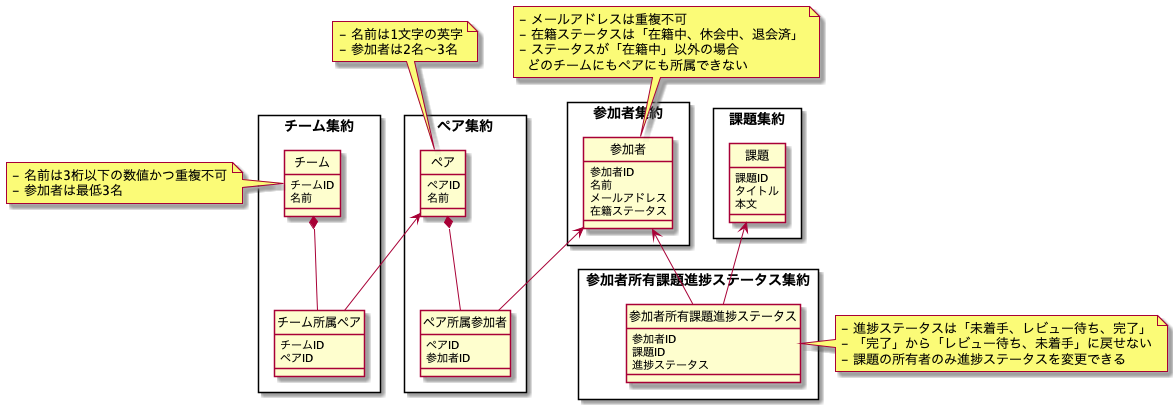 - 名前は1文字の英字
- 参加者は2名〜3名
- メールアドレスは重複不可
- 在籍ステータスは「在籍中、休会中、退会済」
- ステータスが「在籍中」以外の場合
どのチームにもペアにも所属できない
チーム集約
チーム
チームID
名前
- 名前は3桁以下の数値かつ重複不可
- 参加者は最低3名
ペア集約
ペア
ペアID
名前
参加者集約
参加者
参加者ID
名前
メールアドレス
在籍ステータス
課題集約
課題
課題ID
タイトル
本文
チーム所属ペア
チームID
ペアID
ペア所属参加者
ペアID
参加者ID
参加者所有課題進捗ステータス集約
参加者所有課題進捗ステータス
参加者ID
課題ID
進捗ステータス
- 進捗ステータスは「未着手、レビュー待ち、完了」
- 「完了」から「レビュー待ち、未着手」に戻せない
- 課題の所有者のみ進捗ステータスを変更できる